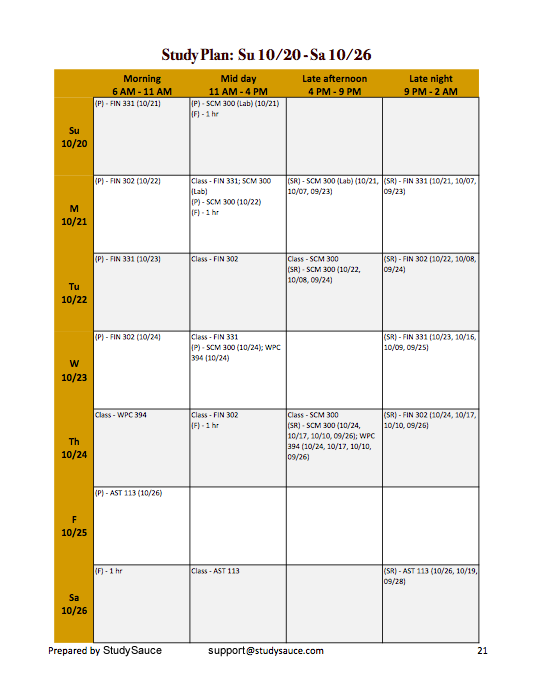 Study Plan: Su 10/20 - Sa 10/26
Morning
6 AM - 11 AM
Mid day
11 AM - 4 PM
Late afternoon
4 PM - 9 PM
Late night
9 PM - 2 AM
Su
10/20
(P) - FIN 331 (10/21)
(P) - SCM 300 (Lab) (10/21)
(F) - 1 hr
M
10/21
(P) - FIN 302 (10/22)
Class - FIN 331; SCM 300
(Lab)
(P) - SCM 300 (10/22)
(F) - 1 hr
(SR) - SCM 300 (Lab) (10/21,
10/07, 09/23)
(SR) - FIN 331 (10/21, 10/07,
09/23)
Tu
10/22
(P) - FIN 331 (10/23)
Class - FIN 302
Class - SCM 300
(SR) - SCM 300 (10/22,
10/08, 09/24)
(SR) - FIN 302 (10/22, 10/08,
09/24)
W
10/23
(P) - FIN 302 (10/24)
Class - FIN 331
(P) - SCM 300 (10/24); WPC
394 (10/24)
(SR) - FIN 331 (10/23, 10/16,
10/09, 09/25)
Th
10/24
Class - WPC 394
Class - FIN 302
(F) - 1 hr
Class - SCM 300
(SR) - SCM 300 (10/24,
10/17, 10/10, 09/26); WPC
394 (10/24, 10/17, 10/10,
09/26)
(SR) - FIN 302 (10/24, 10/17,
10/10, 09/26)
F
10/25
(P) - AST 113 (10/26)
Sa
10/26
(F) - 1 hr
Class - AST 113
(SR) - AST 113 (10/26, 10/19,
09/28)
Prepared by StudySauce
support@studysauce.com
21